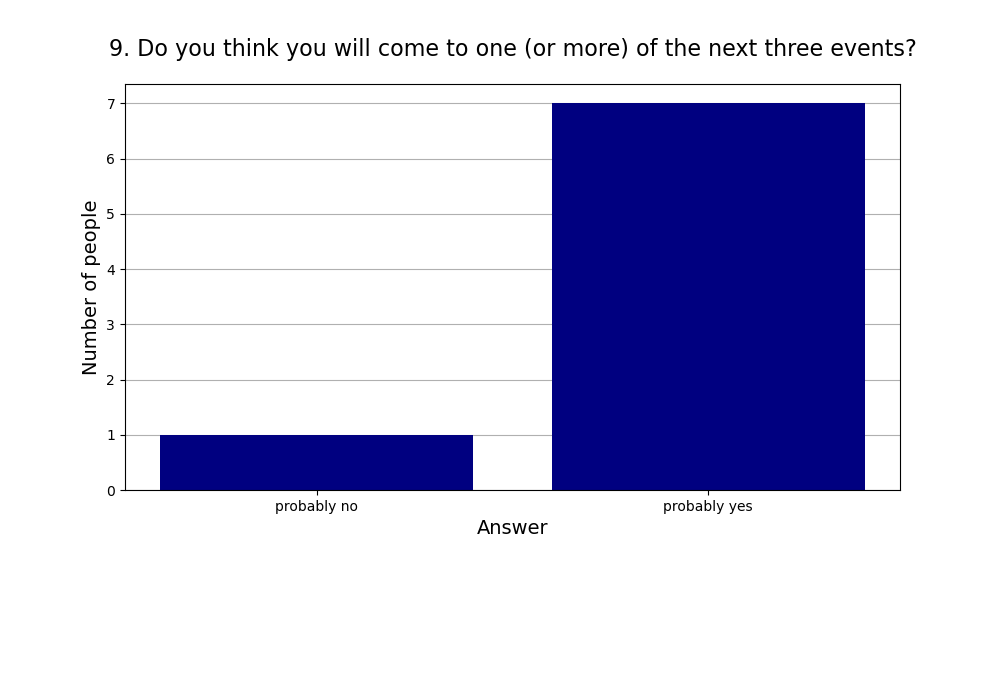 9. Do you think you will come to one (or more) of the next three events?
7
6
5
4
3
2
1
0
Number of people
probably no
probably yes
Answer